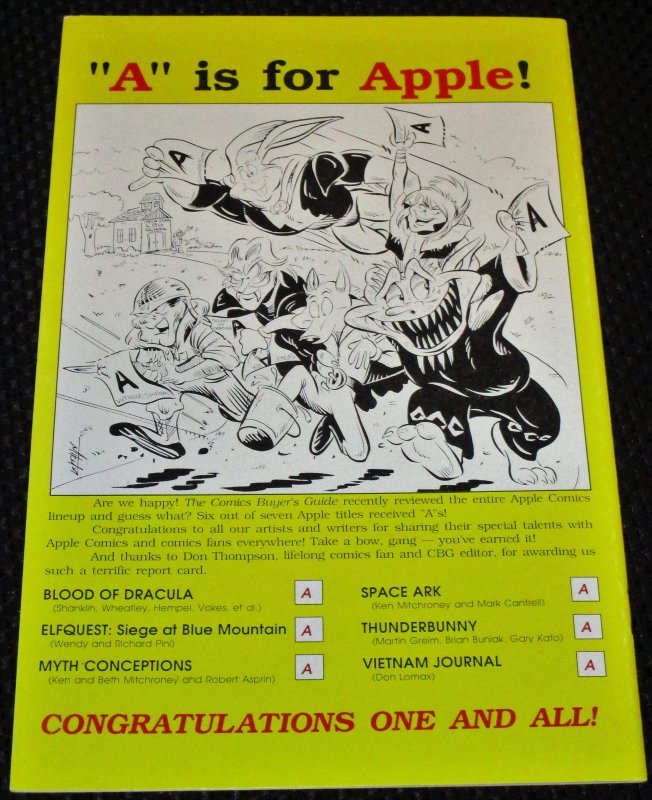 "A" is for Apple!
A
A
A
A
A
Are we happy! The Comics Buyer's Guide recently reviewed the entire Apple Comics
lineup and guess what? Six out of seven Apple titles received "A"s!
Congratulations to all our artists and writers for sharing their special talents with
Apple Comics and comics fans everywhere! Take a bow, gang — you've earned it!
And thanks to Don Thompson, lifelong comics fan and CBG editor, for awarding us
such a terrific report card.
BLOOD OF DRACULA A
(Shanklin, Wheatley, Hempel, Vokes, et al.)
ELFQUEST: Siege at Blue Mountain A
(Wendy and Richard Pini)
MYTH CONCEPTIONS A
(Ken and Beth Mitchroney and Robert Asprin)
SPACE ARK A
(Ken Mitchroney and Mark Cantrell)
THUNDERBUNNY A
(Martin Greim, Brian Buniak, Gary Kato)
VIETNAM JOURNAL A
(Don Lomax)
CONGRATULATIONS ONE AND ALL!